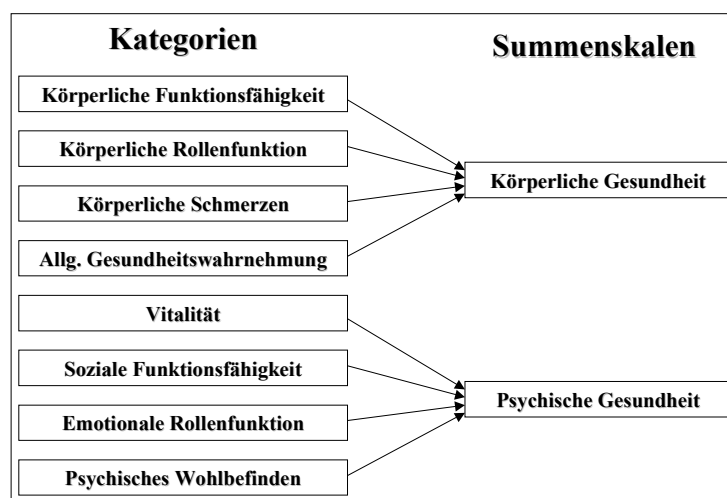 Kategorien
Summenskalen
Körperliche Funktionsfähigkeit
Körperliche Rollenfunktion
Körperliche Schmerzen
Allg. Gesundheitswahrnehmung
Körperliche Gesundheit
Vitalität
Soziale Funktionsfähigkeit
Emotionale Rollenfunktion
Psychisches Wohlbefinden
Psychische Gesundheit